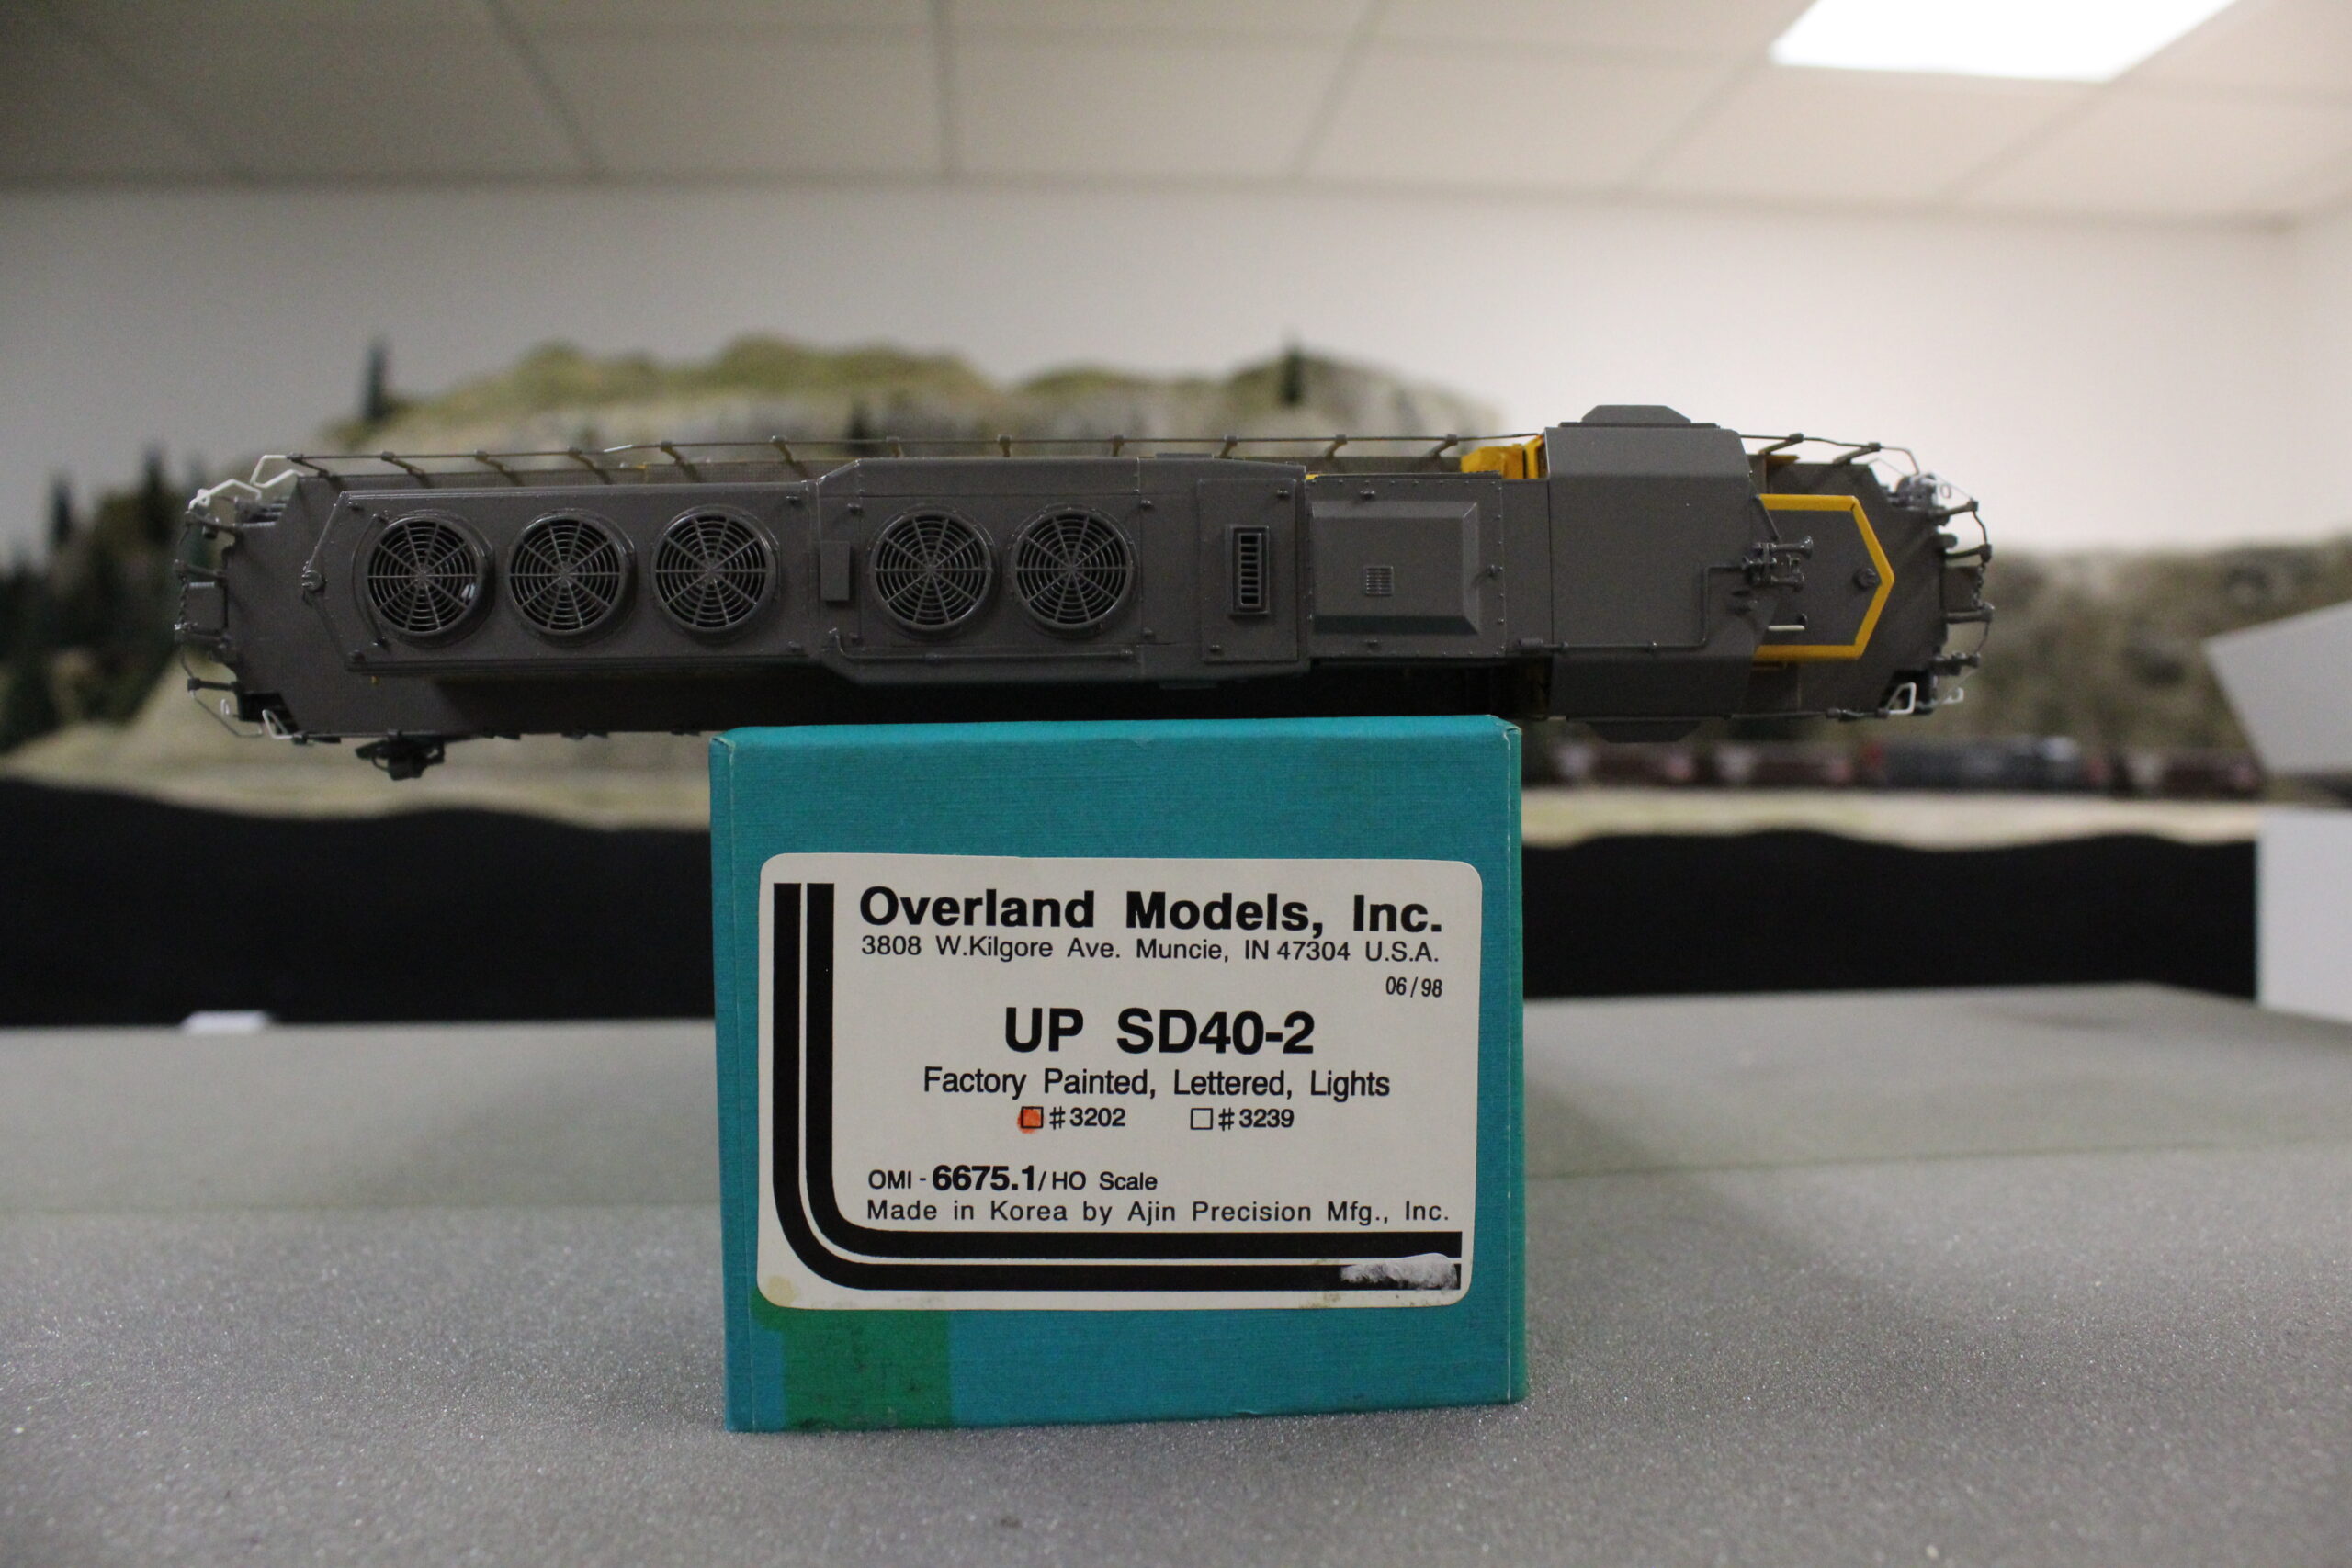 Overland Models, Inc.
3808 W.Kilgore Ave. Muncie, IN 47304 U.S.A.
06/98
UP SD40-2
Factory Painted, Lettered, Lights
#3202 #3239
OMI-6675.1/HO Scale
Made in Korea by Ajin Precision Mfg., Inc.